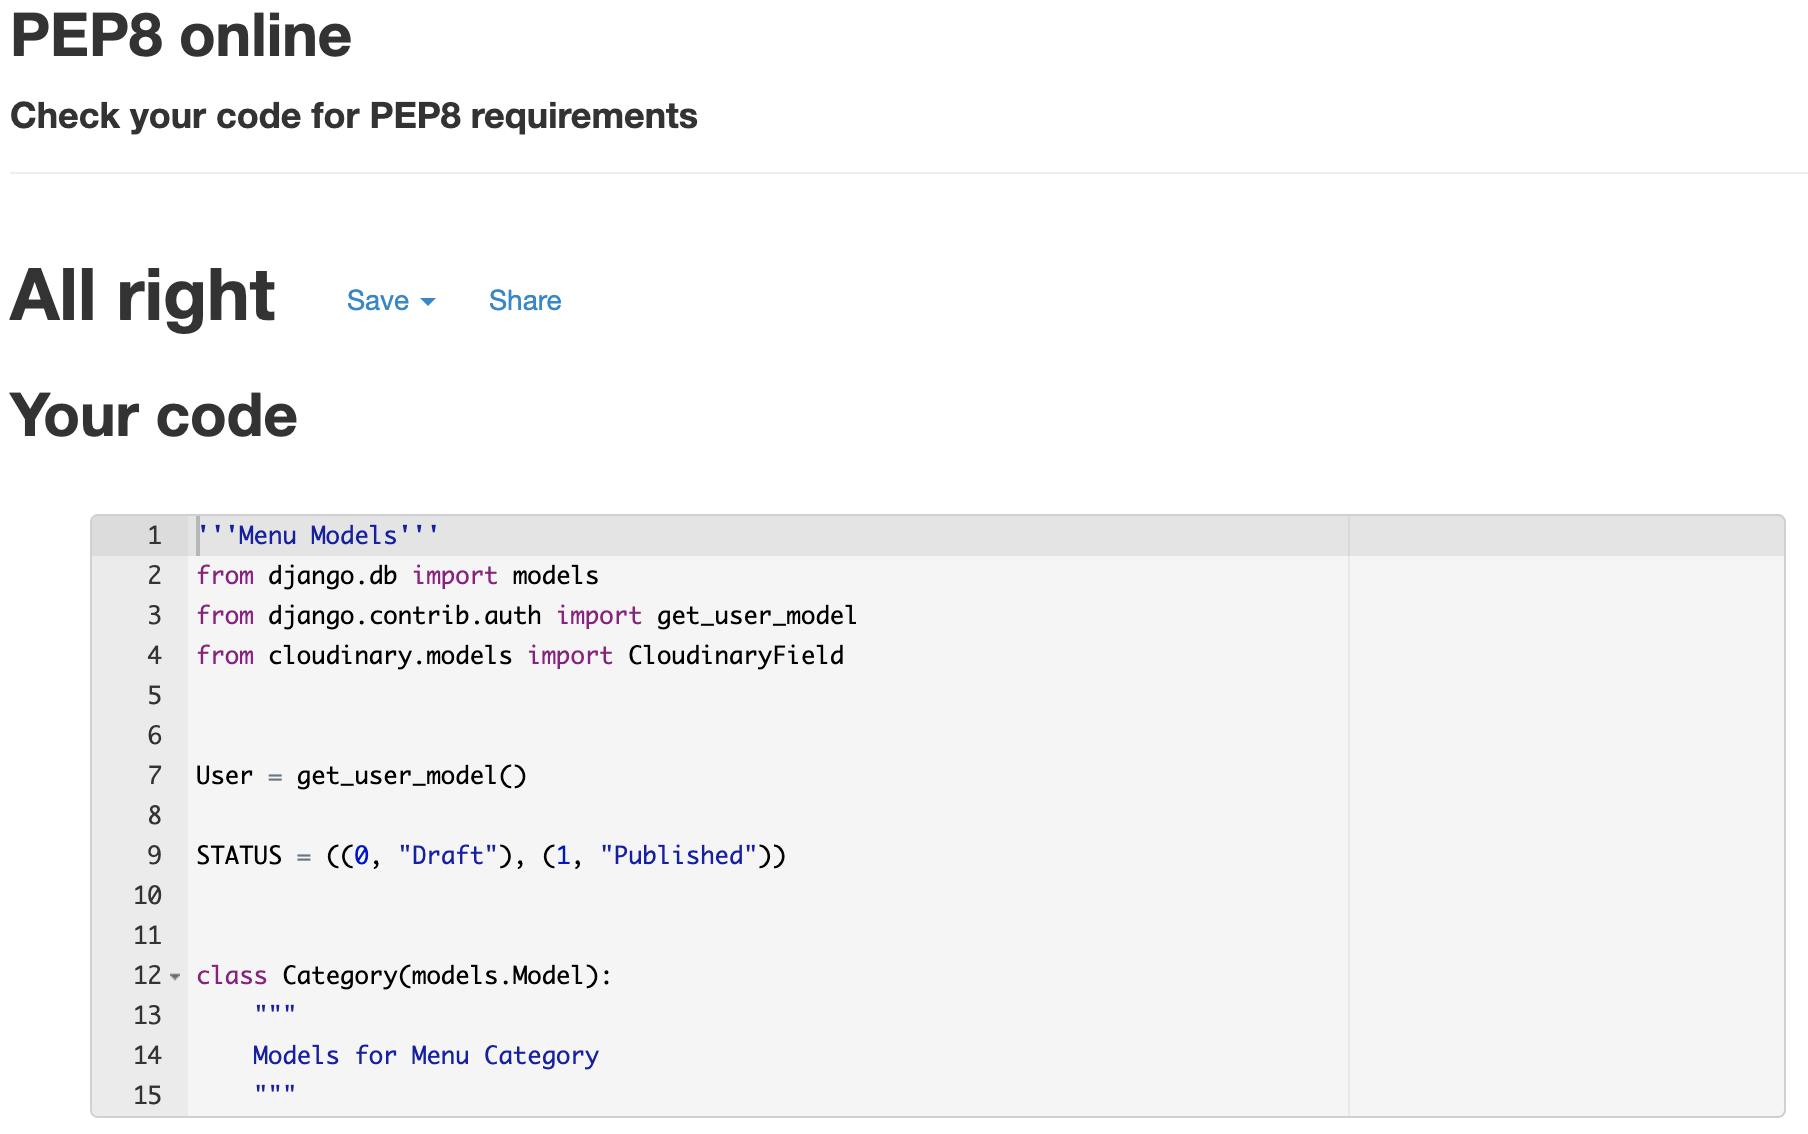 PEP8 online
Check your code for PEP8 requirements
All right Save Share
Your code
1 '''Menu Models'''
2 from django.db import models
3 from django.contrib.auth import get_user_model
4 from cloudinary.models import CloudinaryField
5
6
7 User = get_user_model()
8
9 STATUS = ((0, "Draft"), (1, "Published"))
10
11
12 class Category(models.Model):
13     """
14     Models for Menu Category
15     """